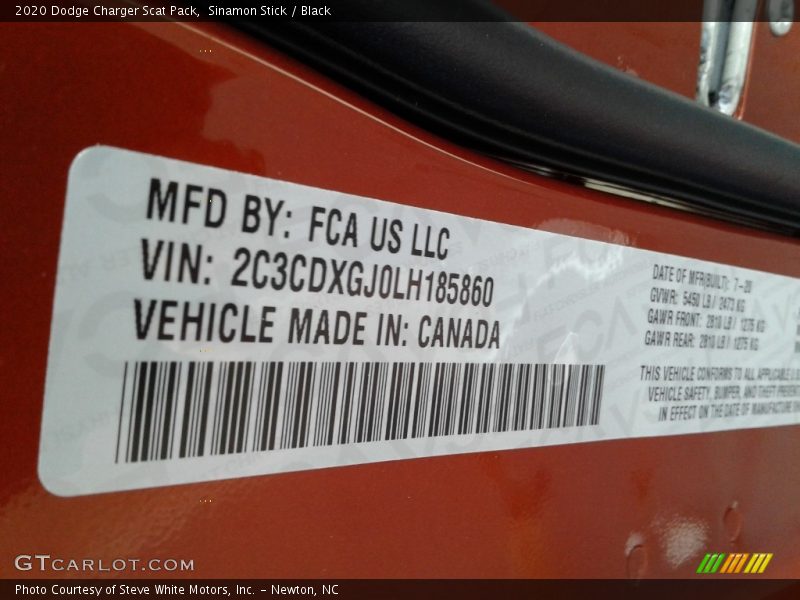 2020 Dodge Charger Scat Pack,  Sinamon Stick / Black
MFD BY: FCA US LLC
VIN: 2C3CDXGJ0LH185860
VEHICLE MADE IN: CANADA
DATE OF MFR(BUILT): 7-20
GVWR: 5450 LB / 2473 KG
GAWR FRONT: 2810 LB / 1275 KG
GAWR REAR: 2810 LB / 1275 KG
THIS VEHICLE CONFORMS TO ALL APPLICABLE
VEHICLE SAFETY, BUMPER, AND THEFT
IN EFFECT ON THE DATE OF MANUFACTURE
GTCARLOT.COM
Photo Courtesy of Steve White Motors, Inc. – Newton, NC